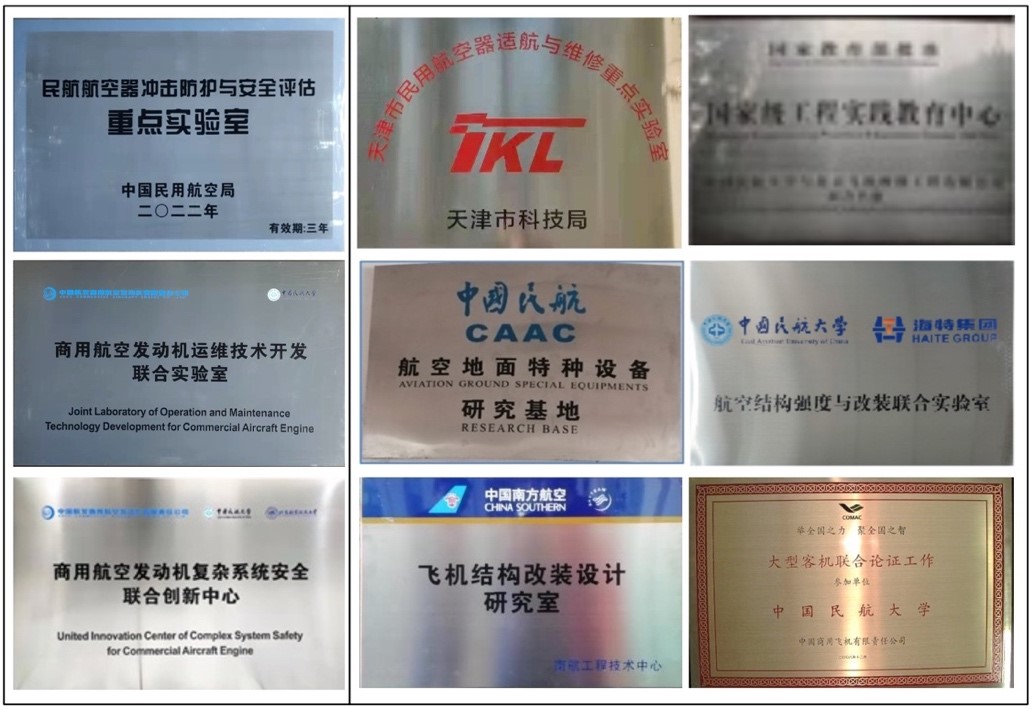 民航航空器冲击防护与安全评估
重点实验室
中国民用航空局
二〇二二年
有效期:三年
天津市民用航空器适航与维修重点实验室
TKL
天津市科技局
国家级工程实践教育中心
商用航空发动机运维技术开发
联合实验室
Joint Laboratory of Operation and Maintenance
Technology Development for Commercial Aircraft Engine
中国民航
CAAC
航空地面特种设备
AVIATION GROUND SPECIAL EQUIPMENTS
研究基地
RESEARCH BASE
中国民航大学
Civil Aviation University of China
海特集团
HAITE GROUP
航空结构强度与改装联合实验室
商用航空发动机复杂系统安全
联合创新中心
United Innovation Center of Complex System Safety
for Commercial Aircraft Engine
中国南方航空
CHINA SOUTHERN
飞机结构改装设计
研究室
南航工程技术中心
COMAC
举全国之力 聚全国之智
大型客机联合论证工作
参加单位
中国民航大学
中国商用飞机有限责任公司